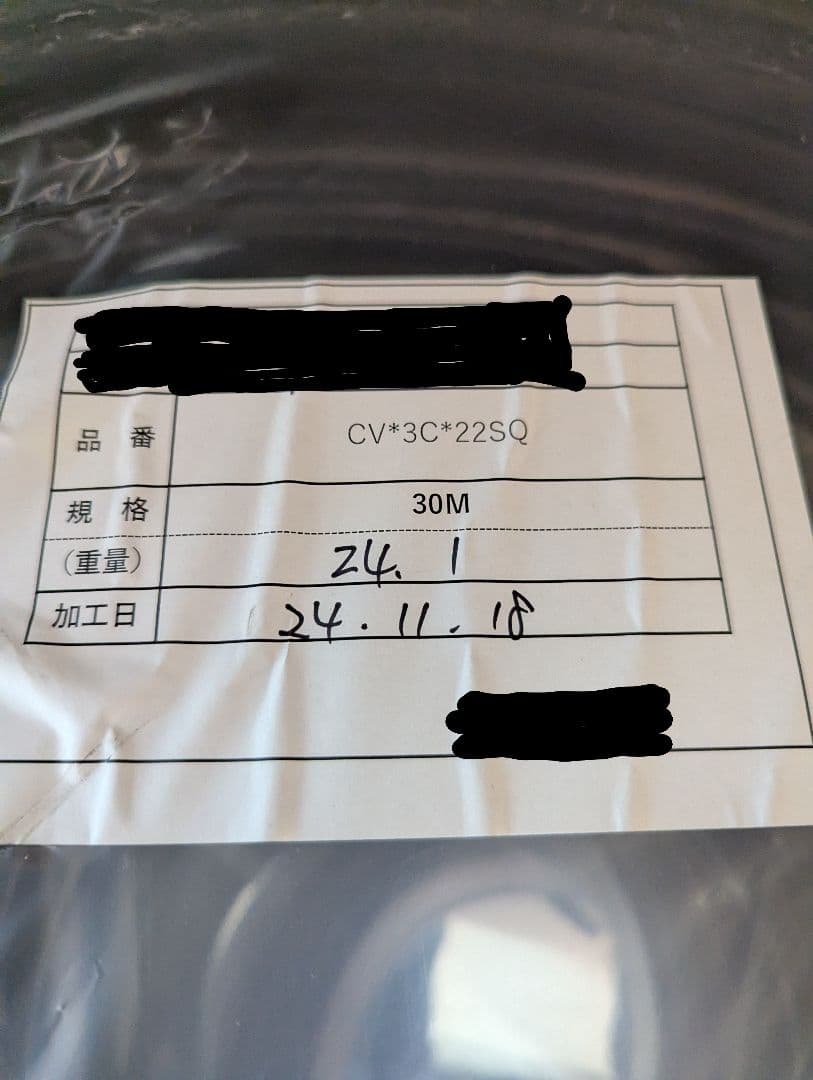 品番 CV*3C*22SQ
規格 30M
（重量） 24.1
加工日 24.11.18